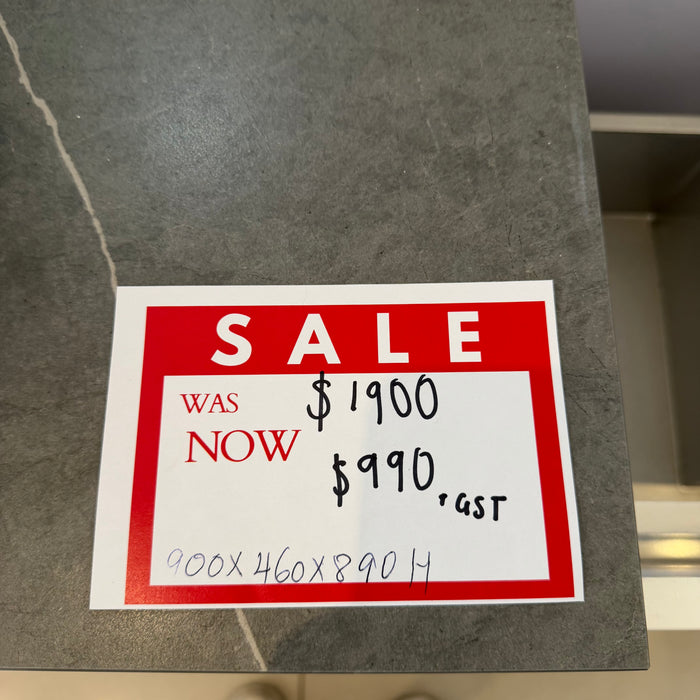 SALE
WAS $1900
NOW $990 + GST
900X460X890H